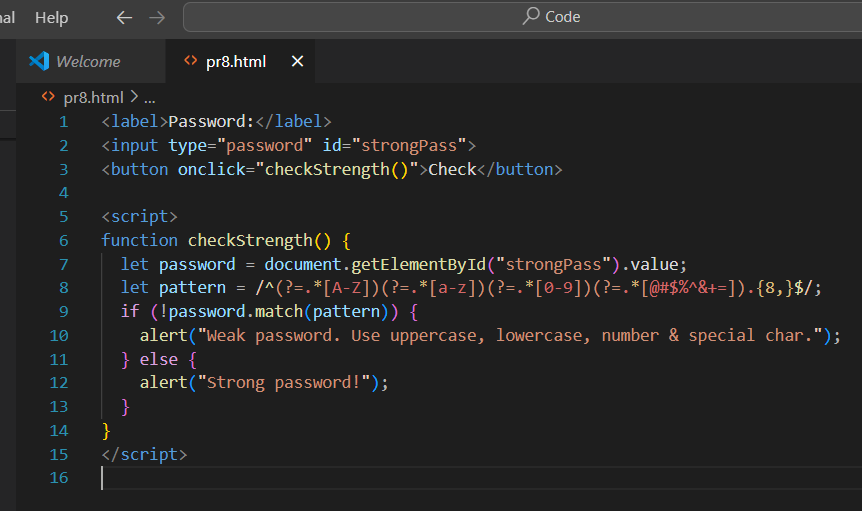 nal Help Code
Welcome pr8.html
pr8.html > ...
1 <label>Password:</label>
2 <input type="password" id="strongPass">
3 <button onclick="checkStrength()">Check</button>
4
5 <script>
6 function checkStrength() {
7 let password = document.getElementById("strongPass").value;
8 let pattern = /^(?=.*[A-Z])(?=.*[a-z])(?=.*[0-9])(?=.*[@#$%^&+=]).{8,}$/;
9 if (!password.match(pattern)) {
10 alert("Weak password. Use uppercase, lowercase, number & special char.");
11 } else {
12 alert("Strong password!");
13 }
14 }
15 </script>
16